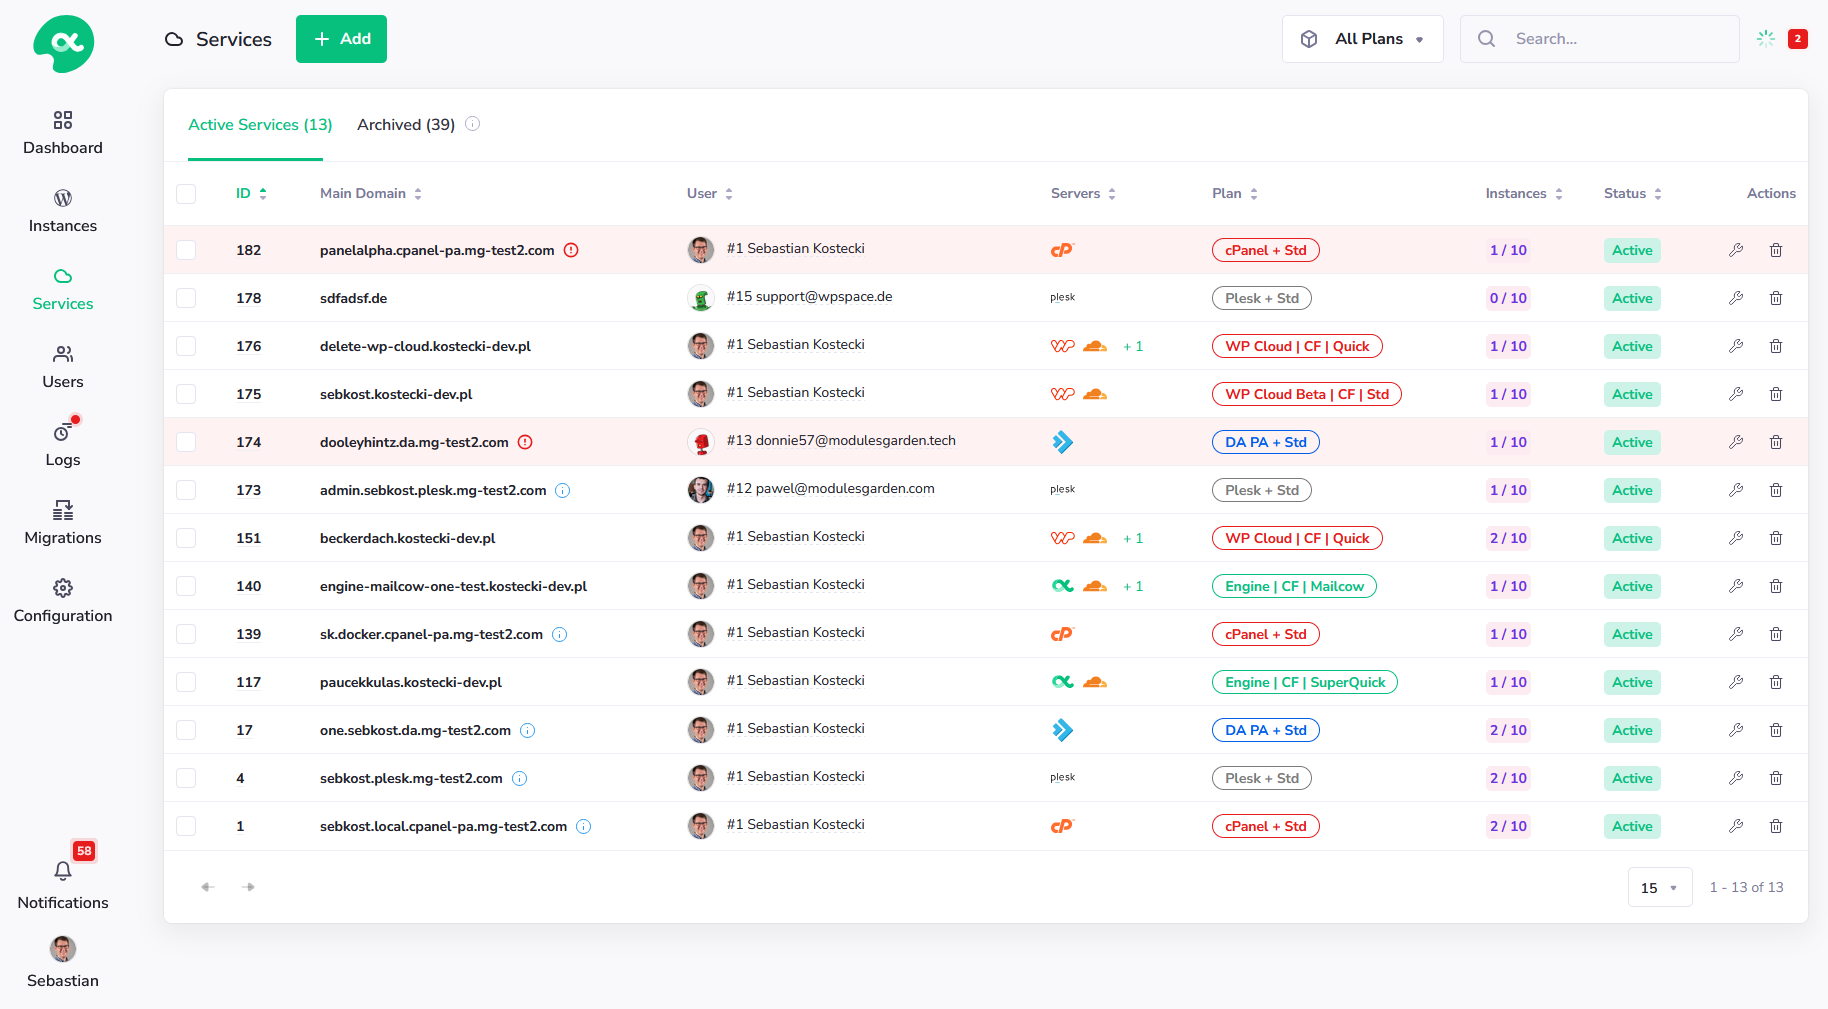 Services
Add
All Plans
Search...
2
Dashboard
Instances
Services
Users
Logs
Migrations
Configuration
58
Notifications
Sebastian
Active Services (13) Archived (39)
ID Main Domain User Servers Plan Instances Status Actions
182 panelalpha.cpanel-pa.mg-test2.com #1 Sebastian Kostecki cP cPanel + Std 1 / 10 Active
178 sdfadsf.de #15 support@wpspace.de plesk Plesk + Std 0 / 10 Active
176 delete-wp-cloud.kostecki-dev.pl #1 Sebastian Kostecki + 1 WP Cloud | CF | Quick 1 / 10 Active
175 sebkost.kostecki-dev.pl #1 Sebastian Kostecki WP Cloud Beta | CF | Std 1 / 10 Active
174 dooleyhintz.da.mg-test2.com #13 donnie57@modulesgarden.tech DA PA + Std 1 / 10 Active
173 admin.sebkost.plesk.mg-test2.com #12 pawel@modulesgarden.com plesk Plesk + Std 1 / 10 Active
151 beckerdach.kostecki-dev.pl #1 Sebastian Kostecki + 1 WP Cloud | CF | Quick 2 / 10 Active
140 engine-mailcow-one-test.kostecki-dev.pl #1 Sebastian Kostecki + 1 Engine | CF | Mailcow 1 / 10 Active
139 sk.docker.cpanel-pa.mg-test2.com #1 Sebastian Kostecki cP cPanel + Std 1 / 10 Active
117 paucekkulas.kostecki-dev.pl #1 Sebastian Kostecki Engine | CF | SuperQuick 1 / 10 Active
17 one.sebkost.da.mg-test2.com #1 Sebastian Kostecki DA PA + Std 2 / 10 Active
4 sebkost.plesk.mg-test2.com #1 Sebastian Kostecki plesk Plesk + Std 2 / 10 Active
1 sebkost.local.cpanel-pa.mg-test2.com #1 Sebastian Kostecki cP cPanel + Std 2 / 10 Active
15 1 - 13 of 13